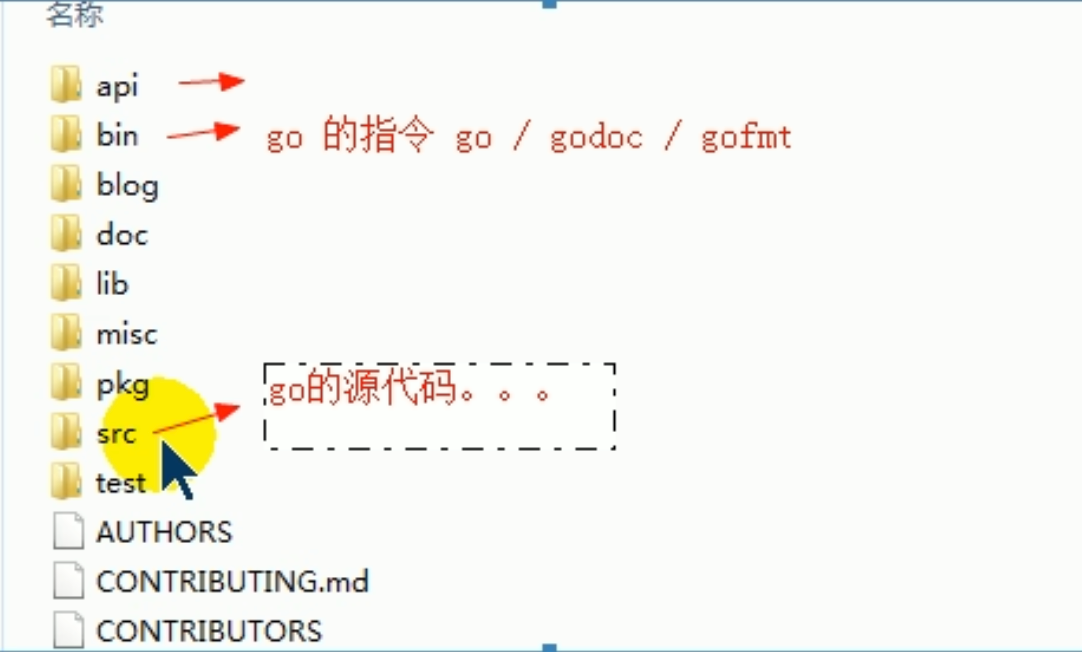 名称
api
bin go 的指令 go / godoc / gofmt
blog
doc
lib
misc
pkg
go的源代码。。。
src
test
AUTHORS
CONTRIBUTING.md
CONTRIBUTORS